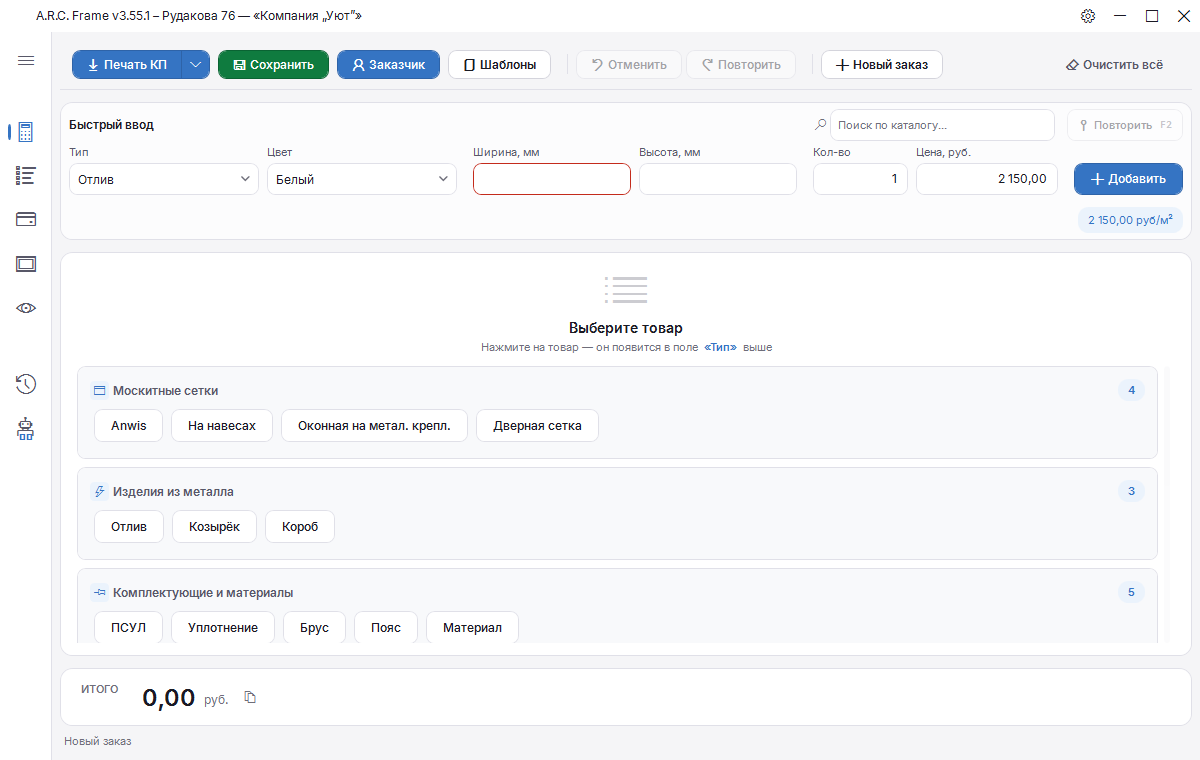 A.R.C. Frame v3.55.1 – Рудакова 76 — «Компания „Уют"»
Печать КП
Сохранить
Заказчик
Шаблоны
Отменить
Повторить
Новый заказ
Очистить всё
Быстрый ввод
Поиск по каталогу...
Повторить F2
Тип
Цвет
Ширина, мм
Высота, мм
Кол-во
Цена, руб.
Отлив
Белый
1
2 150,00
Добавить
2 150,00 руб/м²
Выберите товар
Нажмите на товар — он появится в поле «Тип» выше
Москитные сетки
4
Anwis
На навесах
Оконная на метал. крепл.
Дверная сетка
Изделия из металла
3
Отлив
Козырёк
Короб
Комплектующие и материалы
5
ПСУЛ
Уплотнение
Брус
Пояс
Материал
ИТОГО
0,00 руб.
Новый заказ